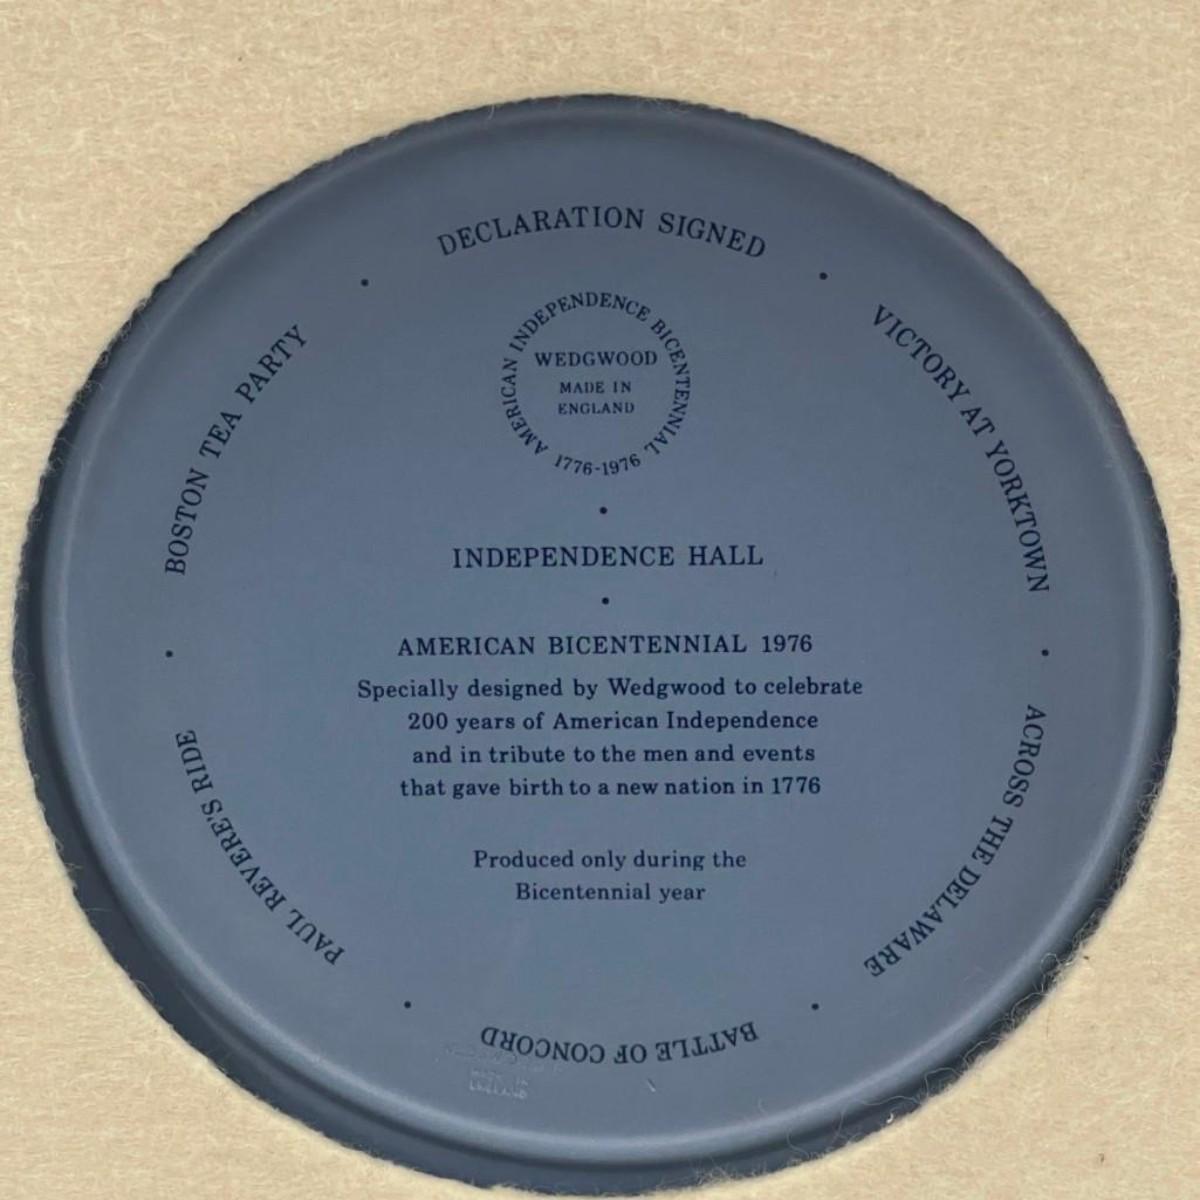 DECLARATION SIGNED
VICTORY AT YORKTOWN
ACROSS THE DELAWARE
BATTLE OF CONCORD
PAUL REVERE'S RIDE
BOSTON TEA PARTY
AMERICAN INDEPENDENCE BICENTENNIAL
1776-1976
WEDGWOOD
MADE IN
ENGLAND
INDEPENDENCE HALL
AMERICAN BICENTENNIAL 1976
Specially designed by Wedgwood to celebrate
200 years of American Independence
and in tribute to the men and events
that gave birth to a new nation in 1776
Produced only during the
Bicentennial year